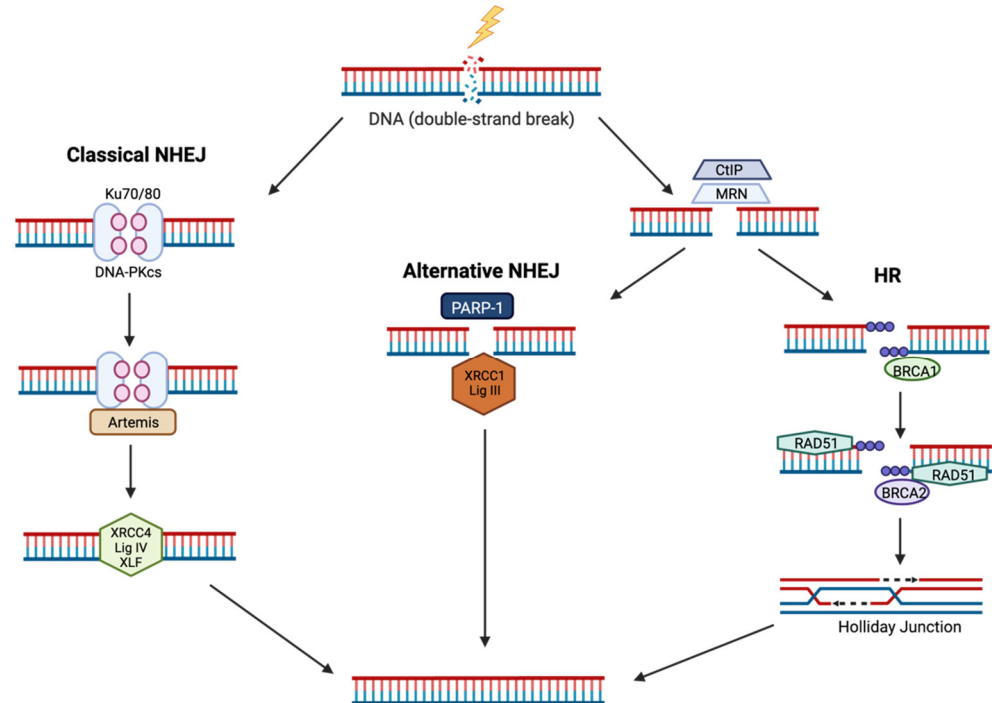 DNA (double-strand break)
Classical NHEJ
Ku70/80
DNA-PKcs
Artemis
XRCC4
Lig IV
XLF
CtIP
MRN
Alternative NHEJ
PARP-1
XRCC1
Lig III
HR
BRCA1
RAD51
RAD51
BRCA2
Holliday Junction